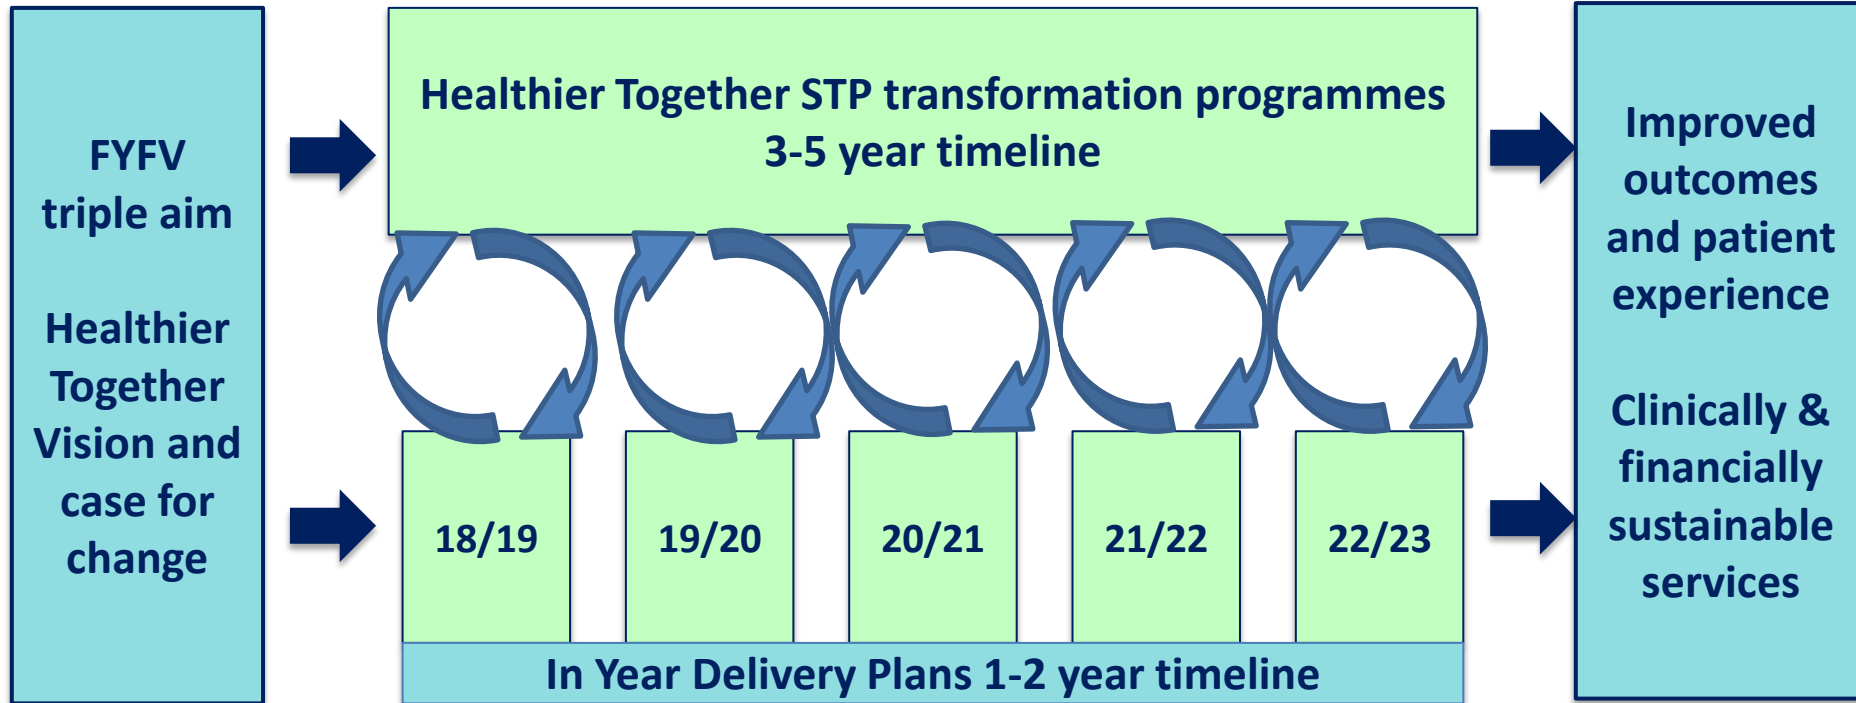 FYFV
triple aim
Healthier
Together
Vision and
case for
change
Healthier Together STP transformation programmes
3-5 year timeline
18/19
19/20
20/21
21/22
22/23
In Year Delivery Plans 1-2 year timeline
Improved
outcomes
and patient
experience
Clinically &
financially
sustainable
services